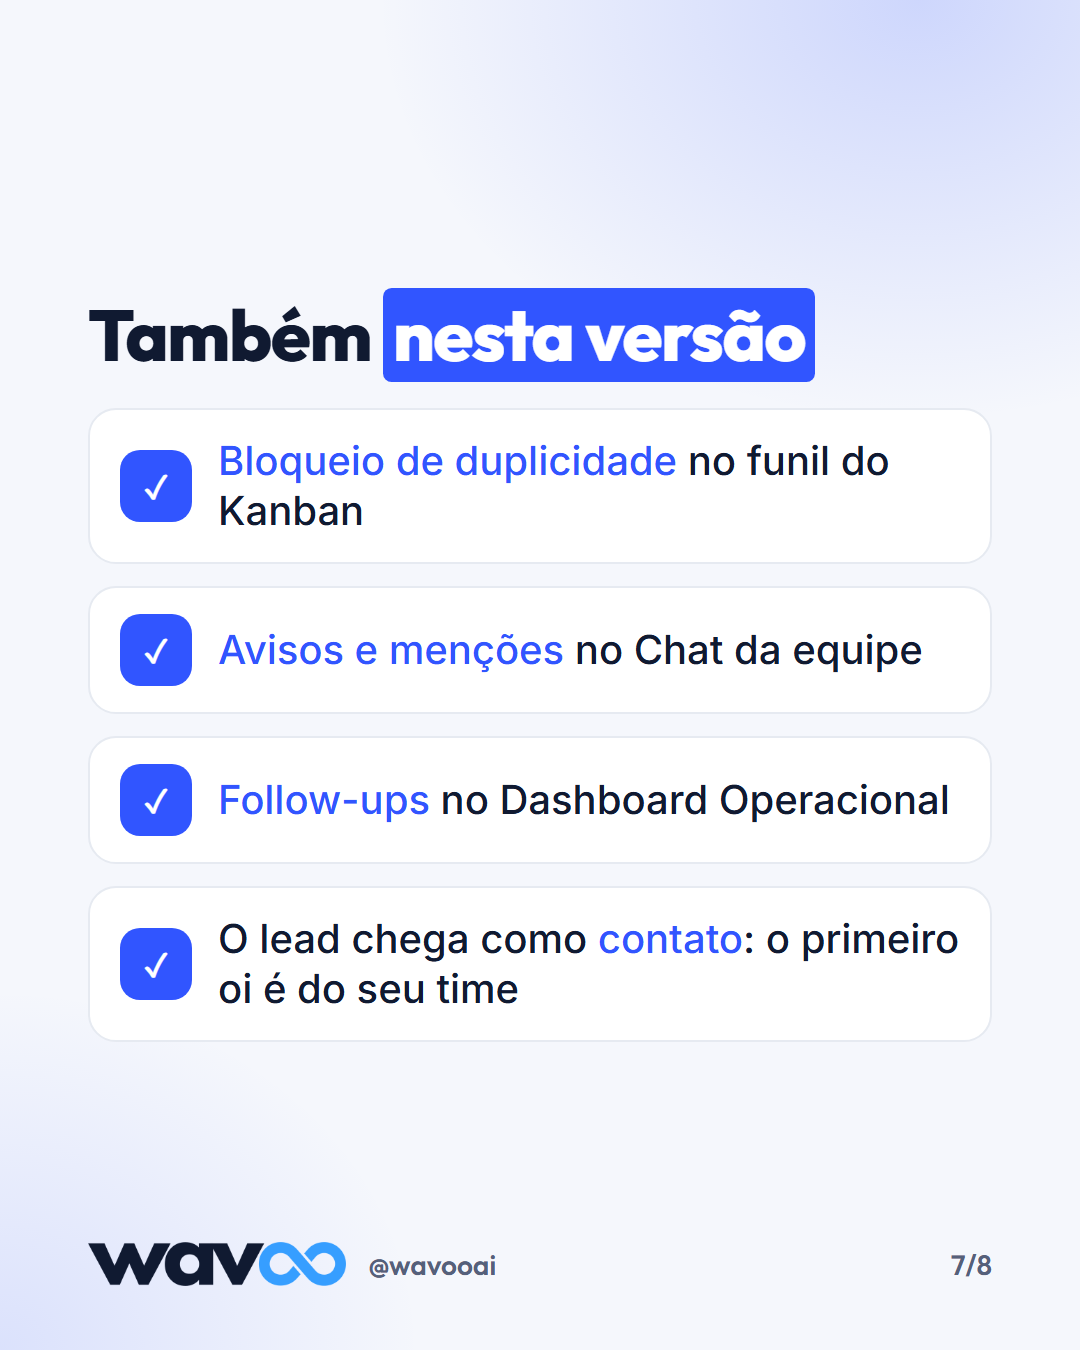 Também nesta versão
✓ Bloqueio de duplicidade no funil do
Kanban
✓ Avisos e menções no Chat da equipe
✓ Follow-ups no Dashboard Operacional
✓ O lead chega como contato: o primeiro
oi é do seu time
wavoo @wavooai 7/8